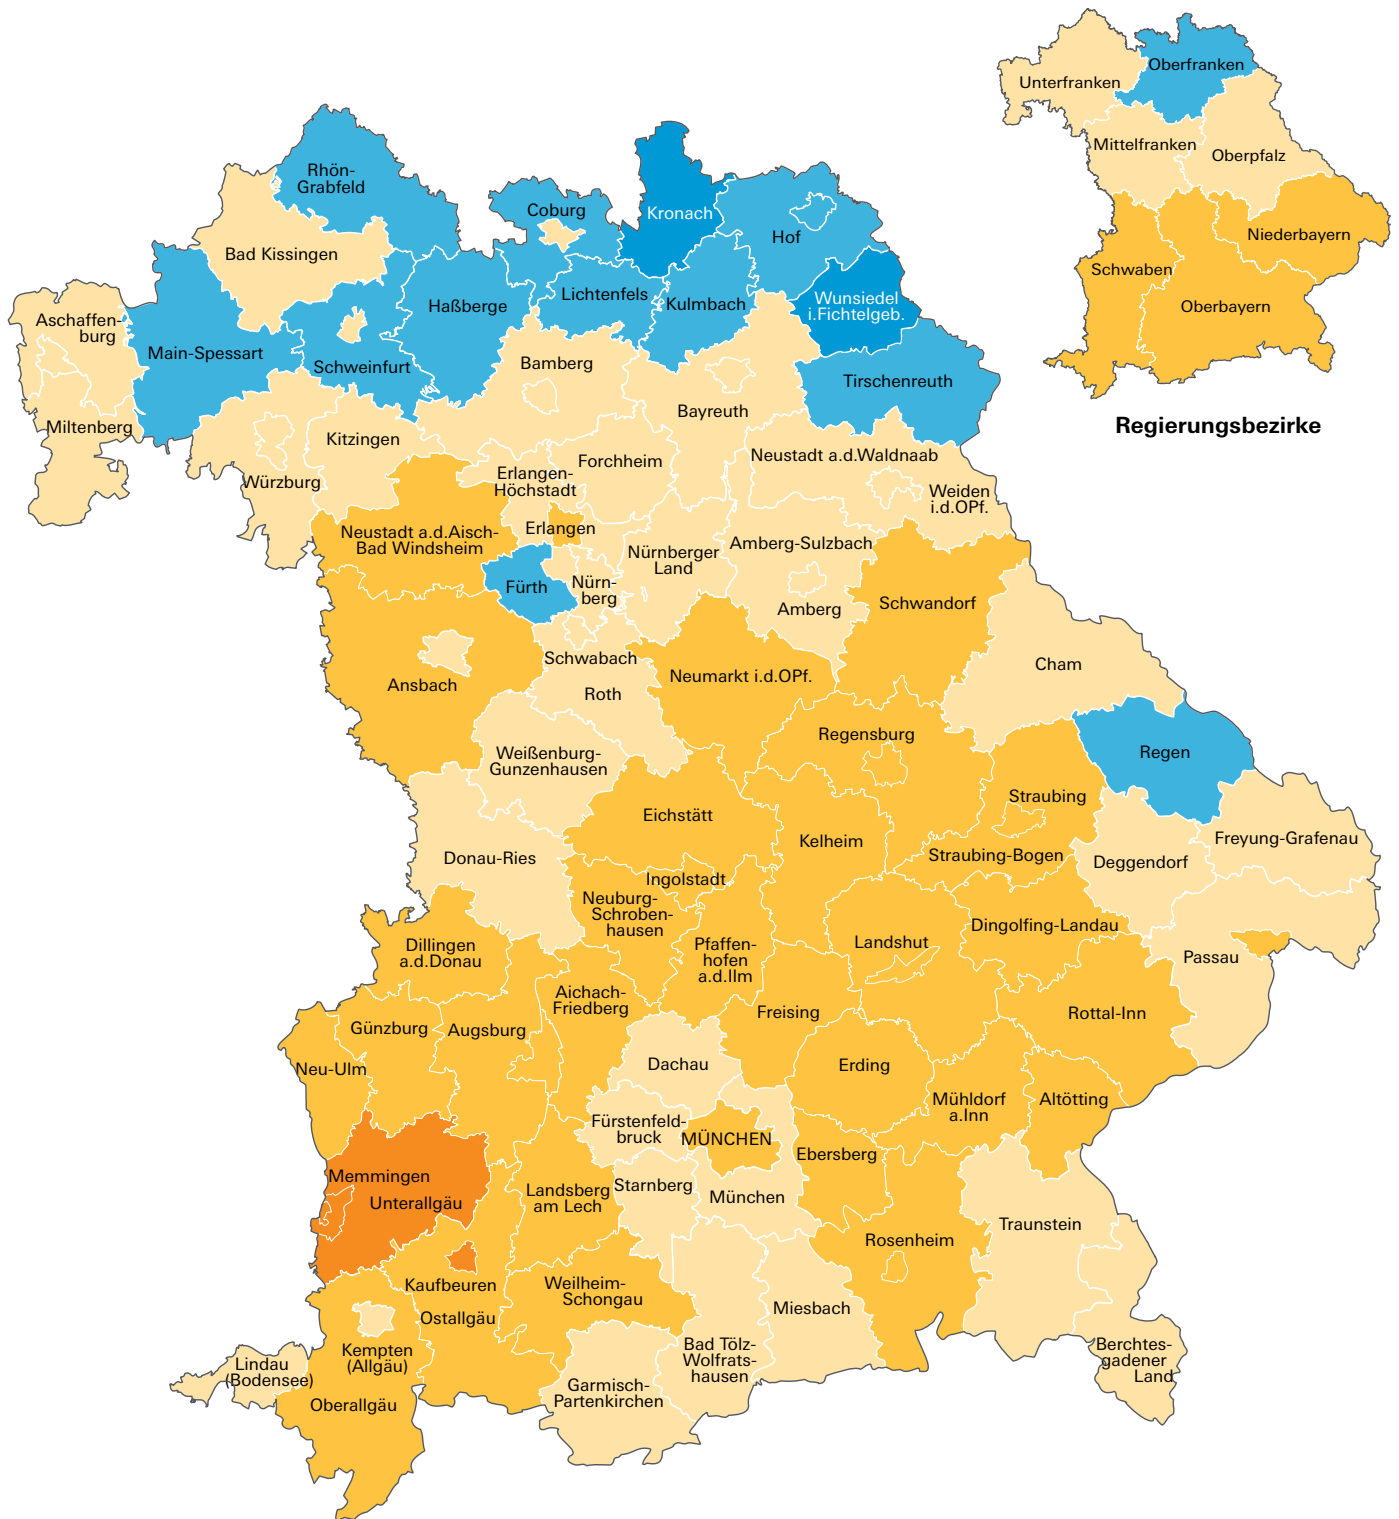 Oberfranken
Unterfranken
Mittelfranken
Oberpfalz
Niederbayern
Schwaben
Oberbayern
Regierungsbezirke
Rhön-
Grabfeld
Coburg
Kronach
Hof
Bad Kissingen
Lichtenfels
Kulmbach
Wunsiedel
i.Fichtelgeb.
Haßberge
Aschaffen-
burg
Main-Spessart
Schweinfurt
Bamberg
Tirschenreuth
Bayreuth
Miltenberg
Kitzingen
Würzburg
Forchheim
Erlangen-
Höchstadt
Neustadt a.d.Waldnaab
Weiden
i.d.OPf.
Erlangen
Neustadt a.d.Aisch-
Bad Windsheim
Nürnberger
Land
Amberg-Sulzbach
Fürth
Nürn-
berg
Amberg
Schwandorf
Schwabach
Cham
Ansbach
Roth
Neumarkt i.d.OPf.
Regensburg
Regen
Weißenburg-
Gunzenhausen
Straubing
Eichstätt
Kelheim
Freyung-Grafenau
Straubing-Bogen
Deggendorf
Donau-Ries
Ingolstadt
Neuburg-
Schroben-
hausen
Dingolfing-Landau
Dillingen
a.d.Donau
Pfaffen-
hofen
a.d.Ilm
Landshut
Passau
Aichach-
Friedberg
Freising
Rottal-Inn
Günzburg
Augsburg
Neu-Ulm
Dachau
Erding
Mühldorf
a.Inn
Altötting
Fürstenfeld-
bruck
MÜNCHEN
Ebersberg
Memmingen
Unterallgäu
Landsberg
am Lech
Starnberg
München
Traunstein
Rosenheim
Kaufbeuren
Ostallgäu
Weilheim-
Schongau
Miesbach
Kempten
(Allgäu)
Bad Tölz-
Wolfrats-
hausen
Berchtes-
gadener
Land
Lindau
(Bodensee)
Oberallgäu
Garmisch-
Partenkirchen